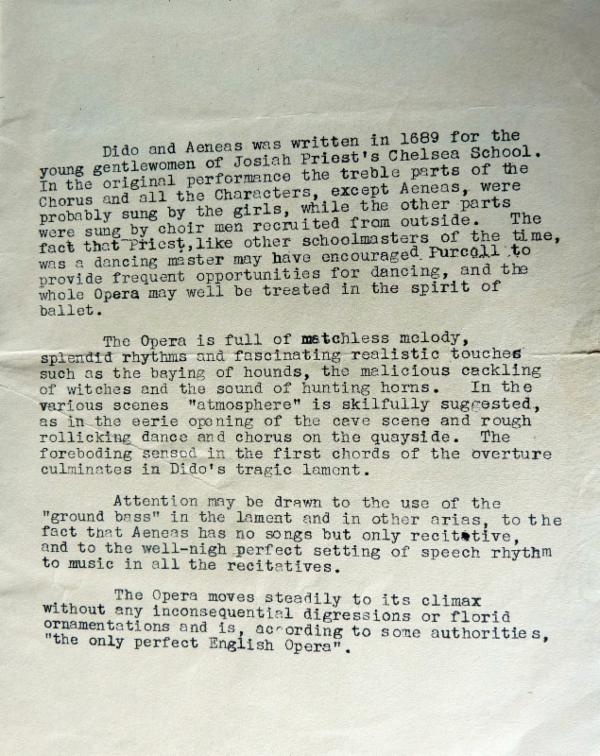 Dido and Aeneas was written in 1689 for the
young gentlewomen of Josiah Priest's Chelsea School.
In the original performance the treble parts of the
Chorus and all the Characters, except Aeneas, were
probably sung by the girls, while the other parts
were sung by choir men recruited from outside. The
fact that Priest,like other schoolmasters of the time,
was a dancing master may have encouraged Purcell to
provide frequent opportunities for dancing, and the
whole Opera may well be treated in the spirit of
ballet.
The Opera is full of matchless melody,
splendid rhythms and fascinating realistic touches
such as the baying of hounds, the malicious cackling
of witches and the sound of hunting horns. In the
various scenes "atmosphere" is skilfully suggested,
as in the eerie opening of the cave scene and rough
rollicking dance and chorus on the quayside. The
foreboding sensed in the first chords of the overture
culminates in Dido's tragic lament.
Attention may be drawn to the use of the
"ground bass" in the lament and in other arias, to the
fact that Aeneas has no songs but only recitative,
and to the well-nigh perfect setting of speech rhythm
to music in all the recitatives.
The Opera moves steadily to its climax
without any inconsequential digressions or florid
ornamentations and is, according to some authorities,
"the only perfect English Opera".